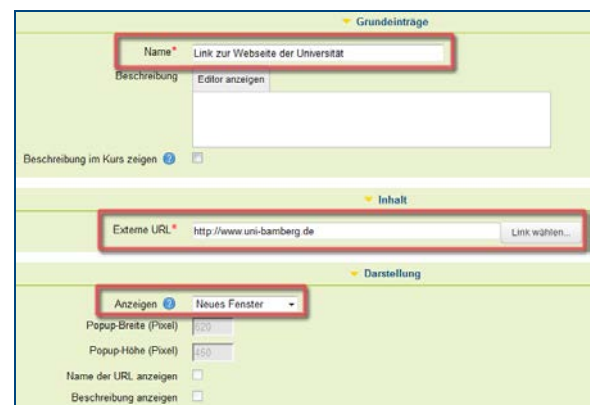 Grundeinträge
Name* Link zur Webseite der Universität
Beschreibung Editor anzeigen
Beschreibung im Kurs zeigen ?
Inhalt
Externe URL* http://www.uni-bamberg.de Link wählen...
Darstellung
Anzeigen ? Neues Fenster
Popup-Breite (Pixel) 620
Popup-Höhe (Pixel) 450
Name der URL anzeigen
Beschreibung anzeigen